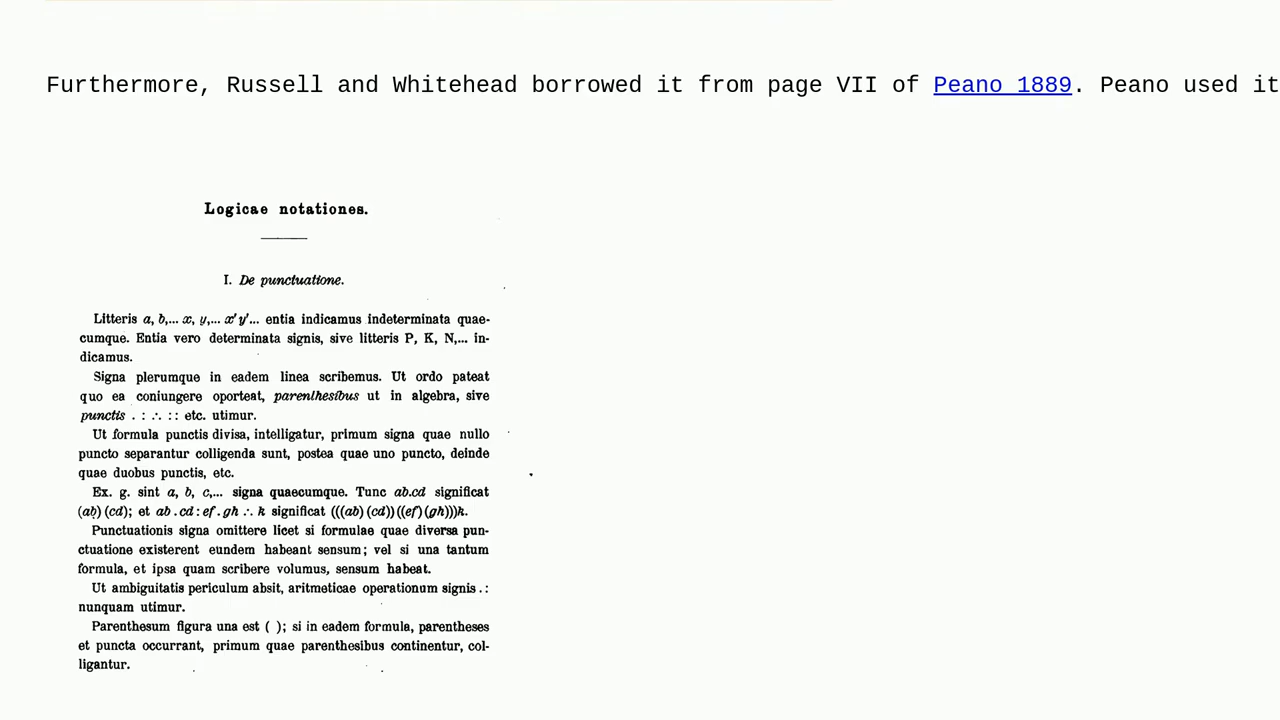 Furthermore, Russell and Whitehead borrowed it from page VII of Peano 1889. Peano used it
Logicae notationes.
I. De punctuatione.
Litteris a, b,... x, y,... x' y'... entia indicamus indeterminata quae-
cumque. Entia vero determinata signis, sive litteris P, K, N,... in-
dicamus.
Signa plerumque in eadem linea scribemus. Ut ordo pateat
quo ea coniungere oporteat, parenthesibus ut in algebra, sive
punctis . : ∴ :: etc. utimur.
Ut formula punctis divisa, intelligatur, primum signa quae nullo
puncto separantur colligenda sunt, postea quae uno puncto, deinde
quae duobus punctis, etc.
Ex. g. sint a, b, c,... signa quaecumque. Tunc ab.cd significat
(ab) (cd); et ab . cd : ef . gh ∴ k significat (((ab) (cd)) ((ef) (gh)))k.
Punctuationis signa omittere licet si formulae quae diversa pun-
ctuatione existerent eundem habeant sensum; vel si una tantum
formula, et ipsa quam scribere volumus, sensum habeat.
Ut ambiguitatis periculum absit, aritmeticae operationum signis . :
nunquam utimur.
Parenthesum figura una est ( ); si in eadem formula, parentheses
et puncta occurrant, primum quae parenthesibus continentur, col-
ligantur.